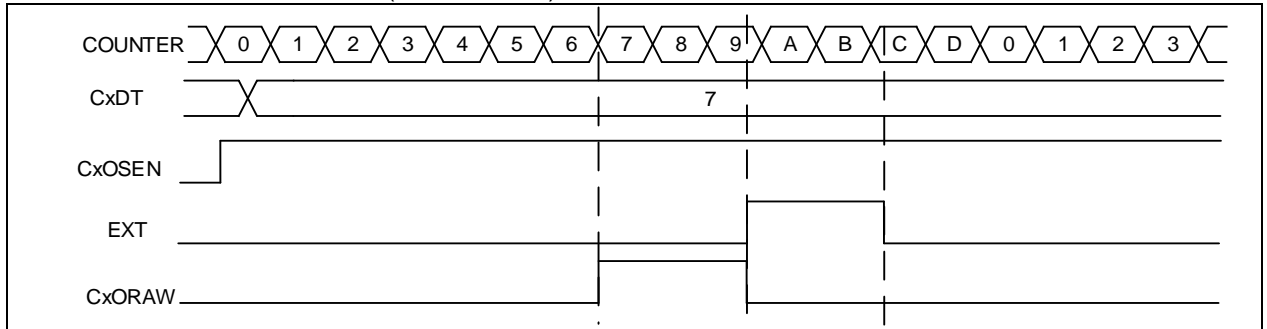 COUNTER 0 1 2 3 4 5 6 7 8 9 A B C D 0 1 2 3
CxDT 7
CxOSEN
EXT
CxORAW